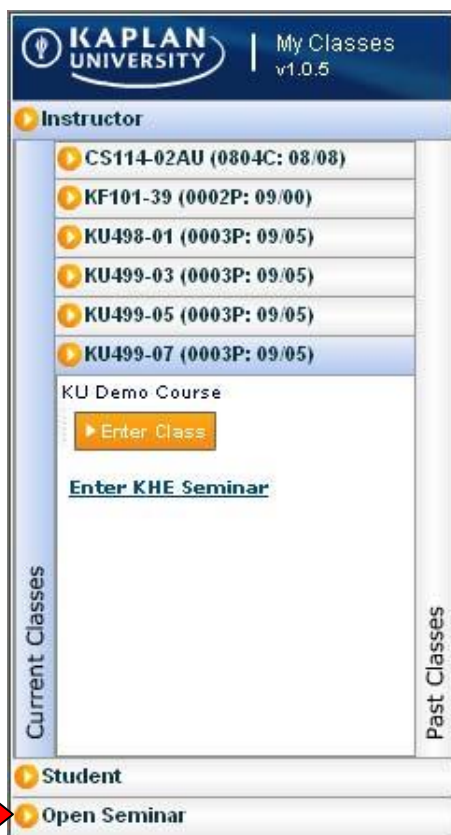 KAPLAN
UNIVERSITY
My Classes
v1.0.5
Instructor
CS114-02AU (0804C: 08/08)
KF101-39 (0002P: 09/00)
KU498-01 (0003P: 09/05)
KU499-03 (0003P: 09/05)
KU499-05 (0003P: 09/05)
KU499-07 (0003P: 09/05)
KU Demo Course
Enter Class
Enter KHE Seminar
Current Classes
Past Classes
Student
Open Seminar